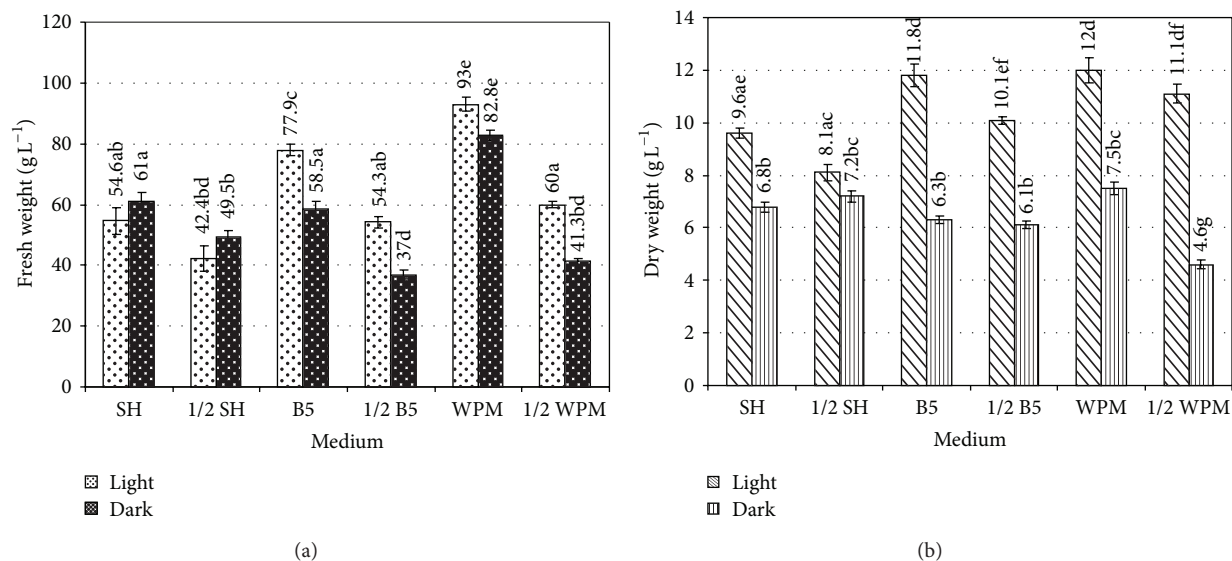 120
100
80
60
40
20
0
Fresh weight (g L⁻¹)
54.6ab
61a
42.4bd
49.5b
77.9c
58.5a
54.3ab
37d
93e
82.8e
60a
41.3bd
SH
1/2 SH
B5
1/2 B5
WPM
1/2 WPM
Medium
Light
Dark
(a)
14
12
10
8
6
4
2
0
Dry weight (g L⁻¹)
9.6ae
6.8b
8.1ac
7.2bc
11.8d
6.3b
10.1ef
6.1b
12d
7.5bc
11.1df
4.6g
SH
1/2 SH
B5
1/2 B5
WPM
1/2 WPM
Medium
Light
Dark
(b)